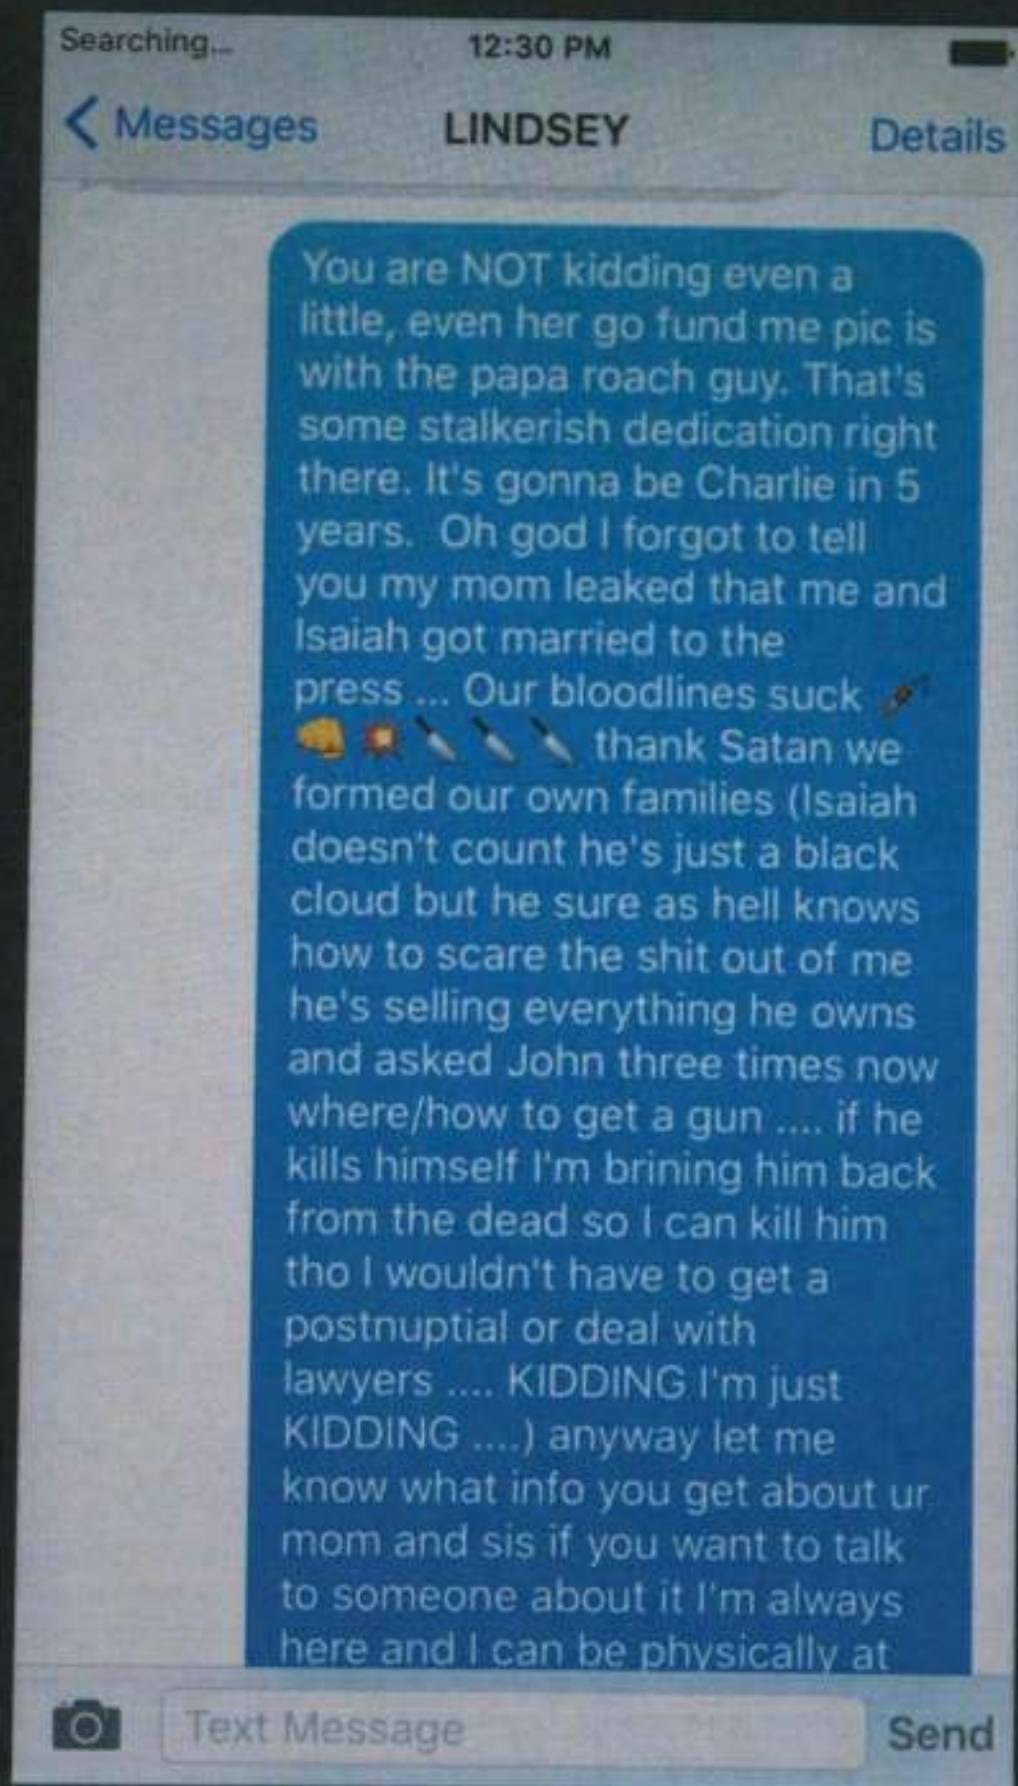 Searching...
12:30 PM
Messages
LINDSEY
Details
You are NOT kidding even a
little, even her go fund me pic is
with the papa roach guy. That's
some stalkerish dedication right
there. It's gonna be Charlie in 5
years.  Oh god I forgot to tell
you my mom leaked that me and
Isaiah got married to the
press ... Our bloodlines suck 🔫
👊 💥 🔪 🔪 🔪 thank Satan we
formed our own families (Isaiah
doesn't count he's just a black
cloud but he sure as hell knows
how to scare the shit out of me
he's selling everything he owns
and asked John three times now
where/how to get a gun .... if he
kills himself I'm brining him back
from the dead so I can kill him
tho I wouldn't have to get a
postnuptial or deal with
lawyers .... KIDDING I'm just
KIDDING ....) anyway let me
know what info you get about ur
mom and sis if you want to talk
to someone about it I'm always
here and I can be physically at
Text Message
Send